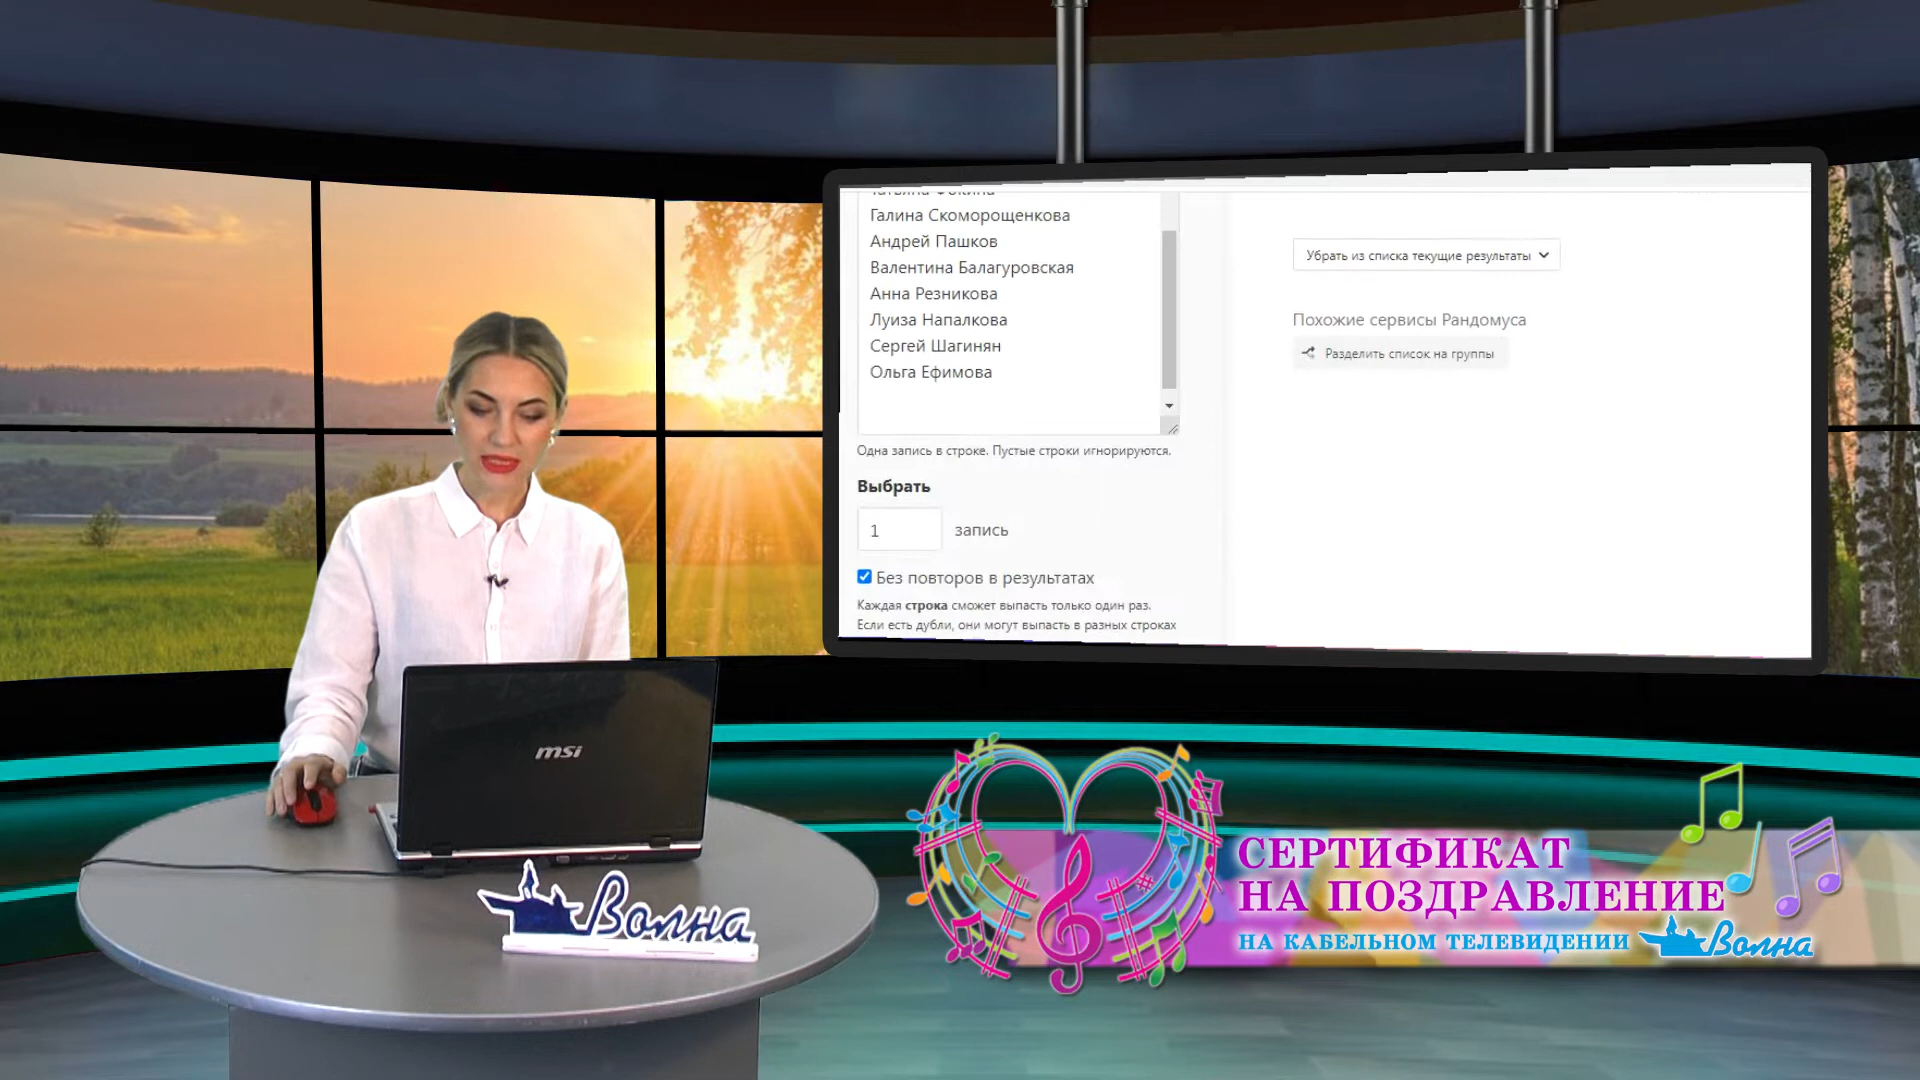 Татьяна Фокина
Галина Скоморощенкова
Андрей Пашков
Валентина Балагуровская
Анна Резникова
Луиза Напалкова
Сергей Шагинян
Ольга Ефимова
Одна запись в строке. Пустые строки игнорируются.
Выбрать
1 запись
Без повторов в результатах
Каждая строка сможет выпасть только один раз.
Если есть дубли, они могут выпасть в разных строках
Убрать из списка текущие результаты
Похожие сервисы Рандомуса
Разделить список на группы
msi
Волна
СЕРТИФИКАТ
НА ПОЗДРАВЛЕНИЕ
НА КАБЕЛЬНОМ ТЕЛЕВИДЕНИИ Волна